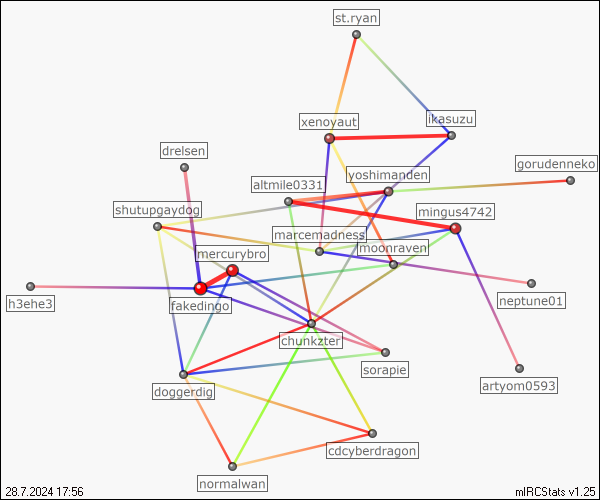 st.ryan
xenoyaut
ikasuzu
drelsen
yoshimanden
gorudenneko
altmile0331
shutupgaydog
mingus4742
marcemadness
moonraven
mercurybro
h3ehe3
fakedingo
neptune01
chunkzter
sorapie
artyom0593
doggerdig
cdcyberdragon
normalwan
28.7.2024 17:56
mIRCStats v1.25